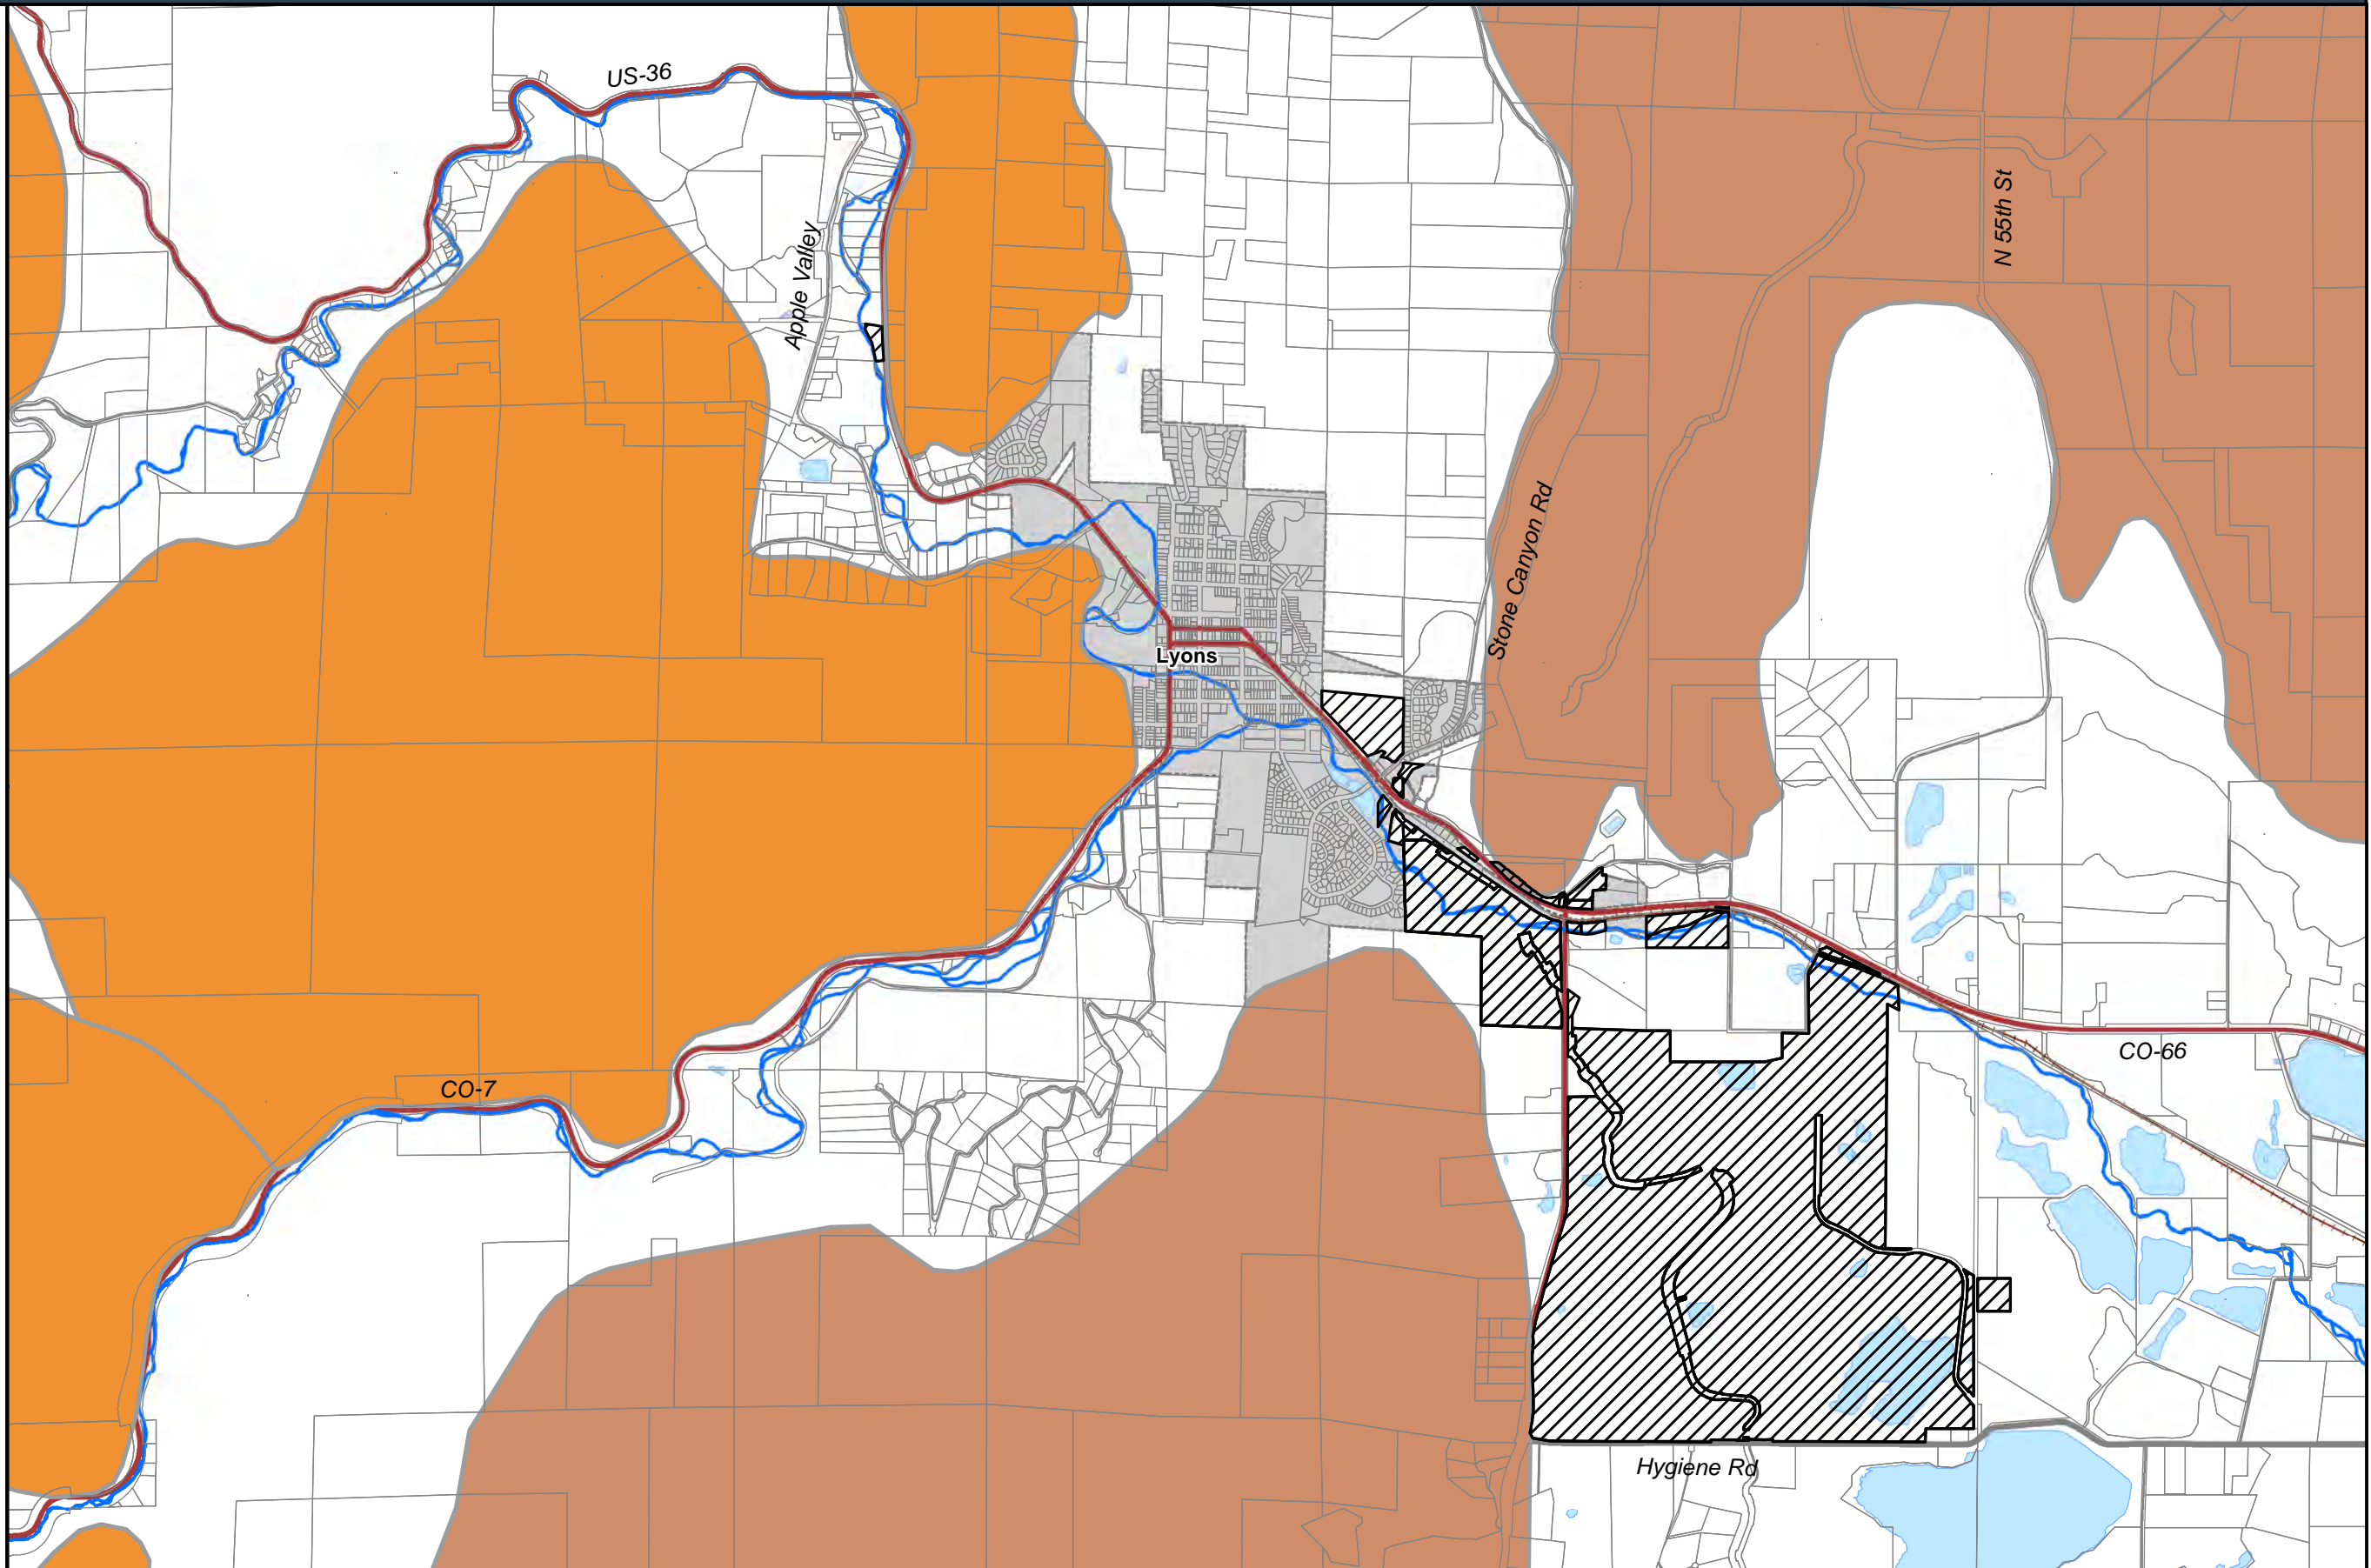 US-36
N 55th St
Apple Valley
Stone Canyon Rd
Lyons
CO-66
CO-7
Hygiene Rd